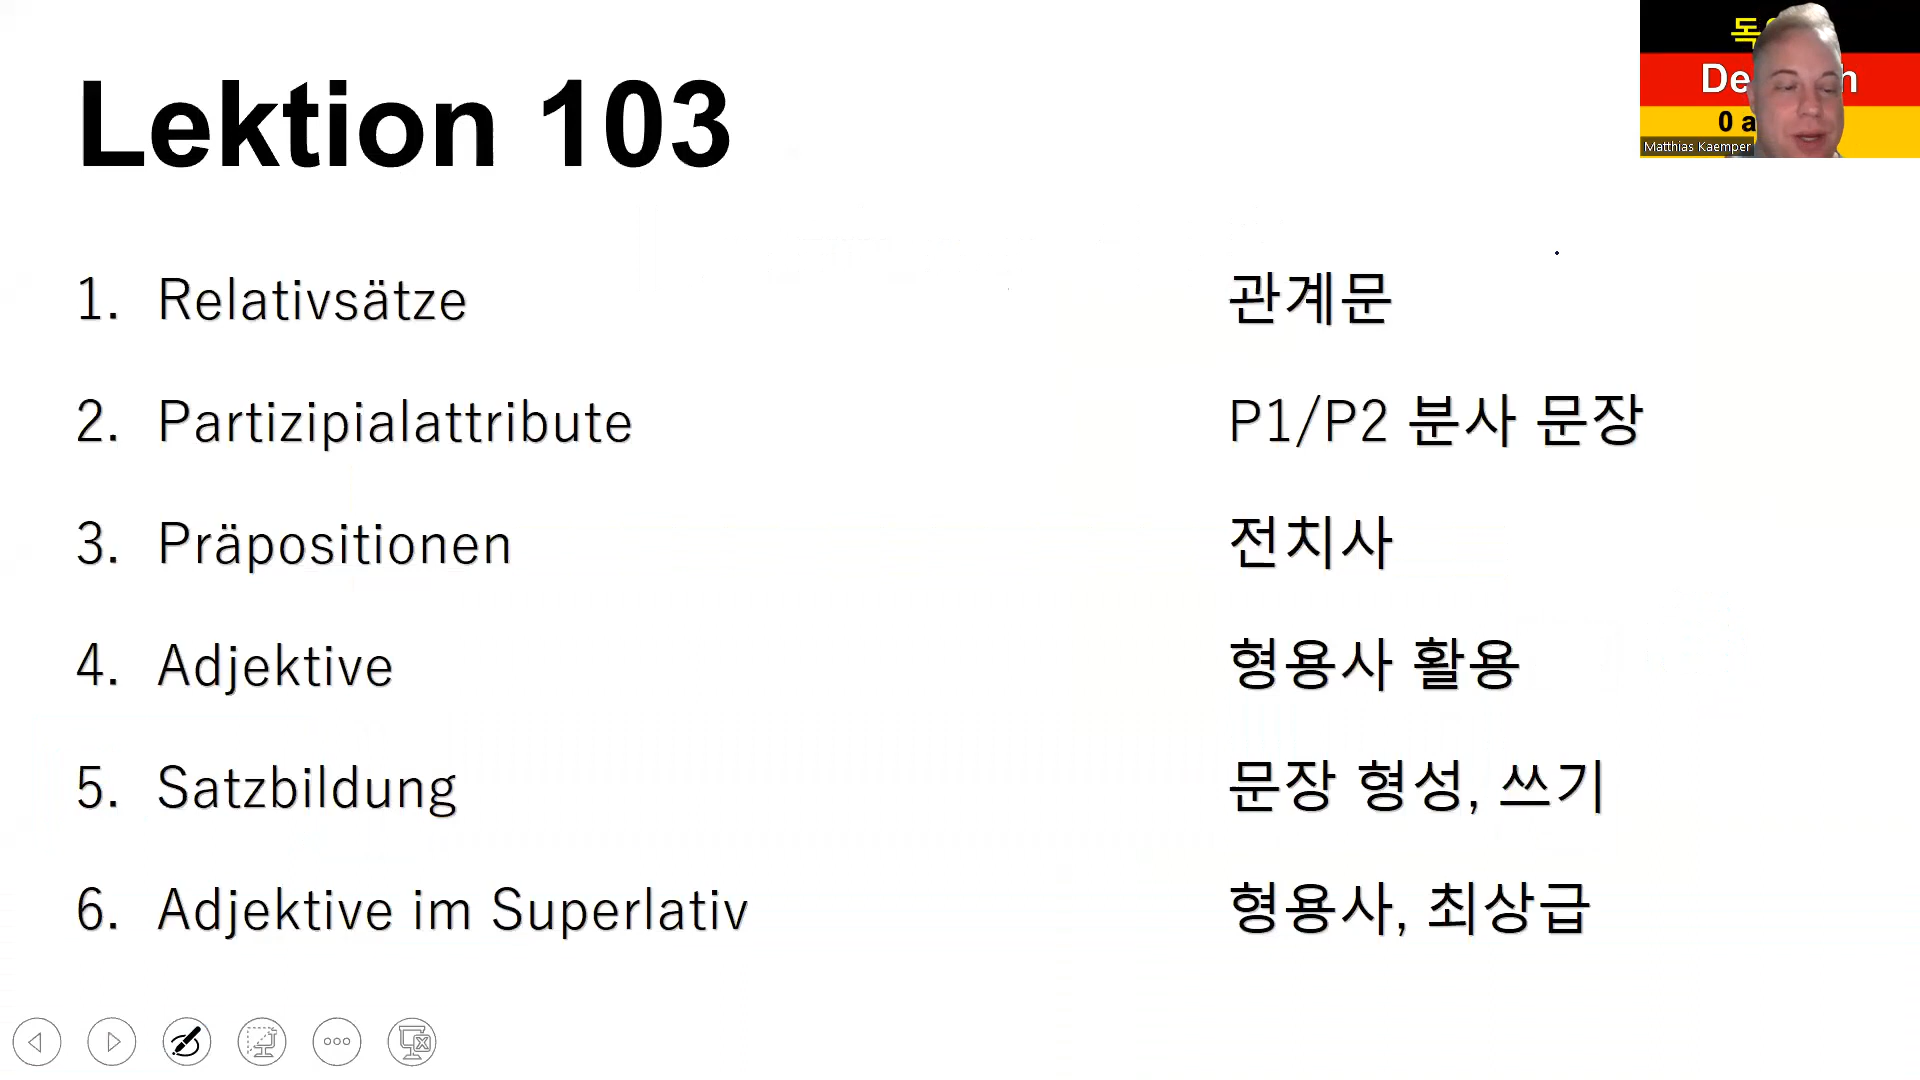 Lektion 103
1. Relativsätze 관계문
2. Partizipialattribute P1/P2 분사 문장
3. Präpositionen 전치사
4. Adjektive 형용사 활용
5. Satzbildung 문장 형성, 쓰기
6. Adjektive im Superlativ 형용사, 최상급
Matthias Kaemper